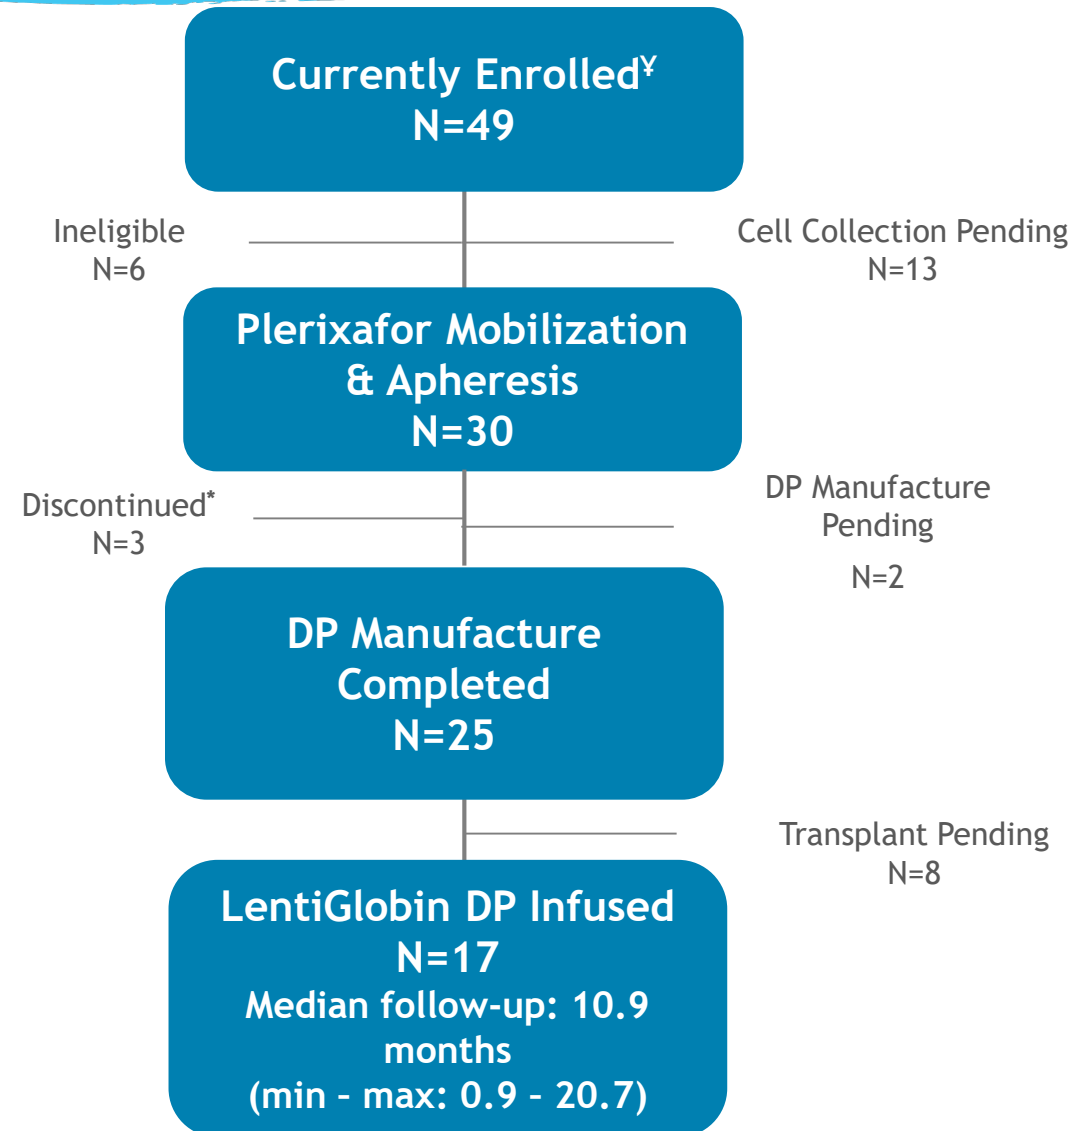 Currently Enrolled¥
N=49
Ineligible
N=6
Cell Collection Pending
N=13
Plerixafor Mobilization
& Apheresis
N=30
Discontinued*
N=3
DP Manufacture
Pending
N=2
DP Manufacture
Completed
N=25
Transplant Pending
N=8
LentiGlobin DP Infused
N=17
Median follow-up: 10.9
months
(min – max: 0.9 – 20.7)